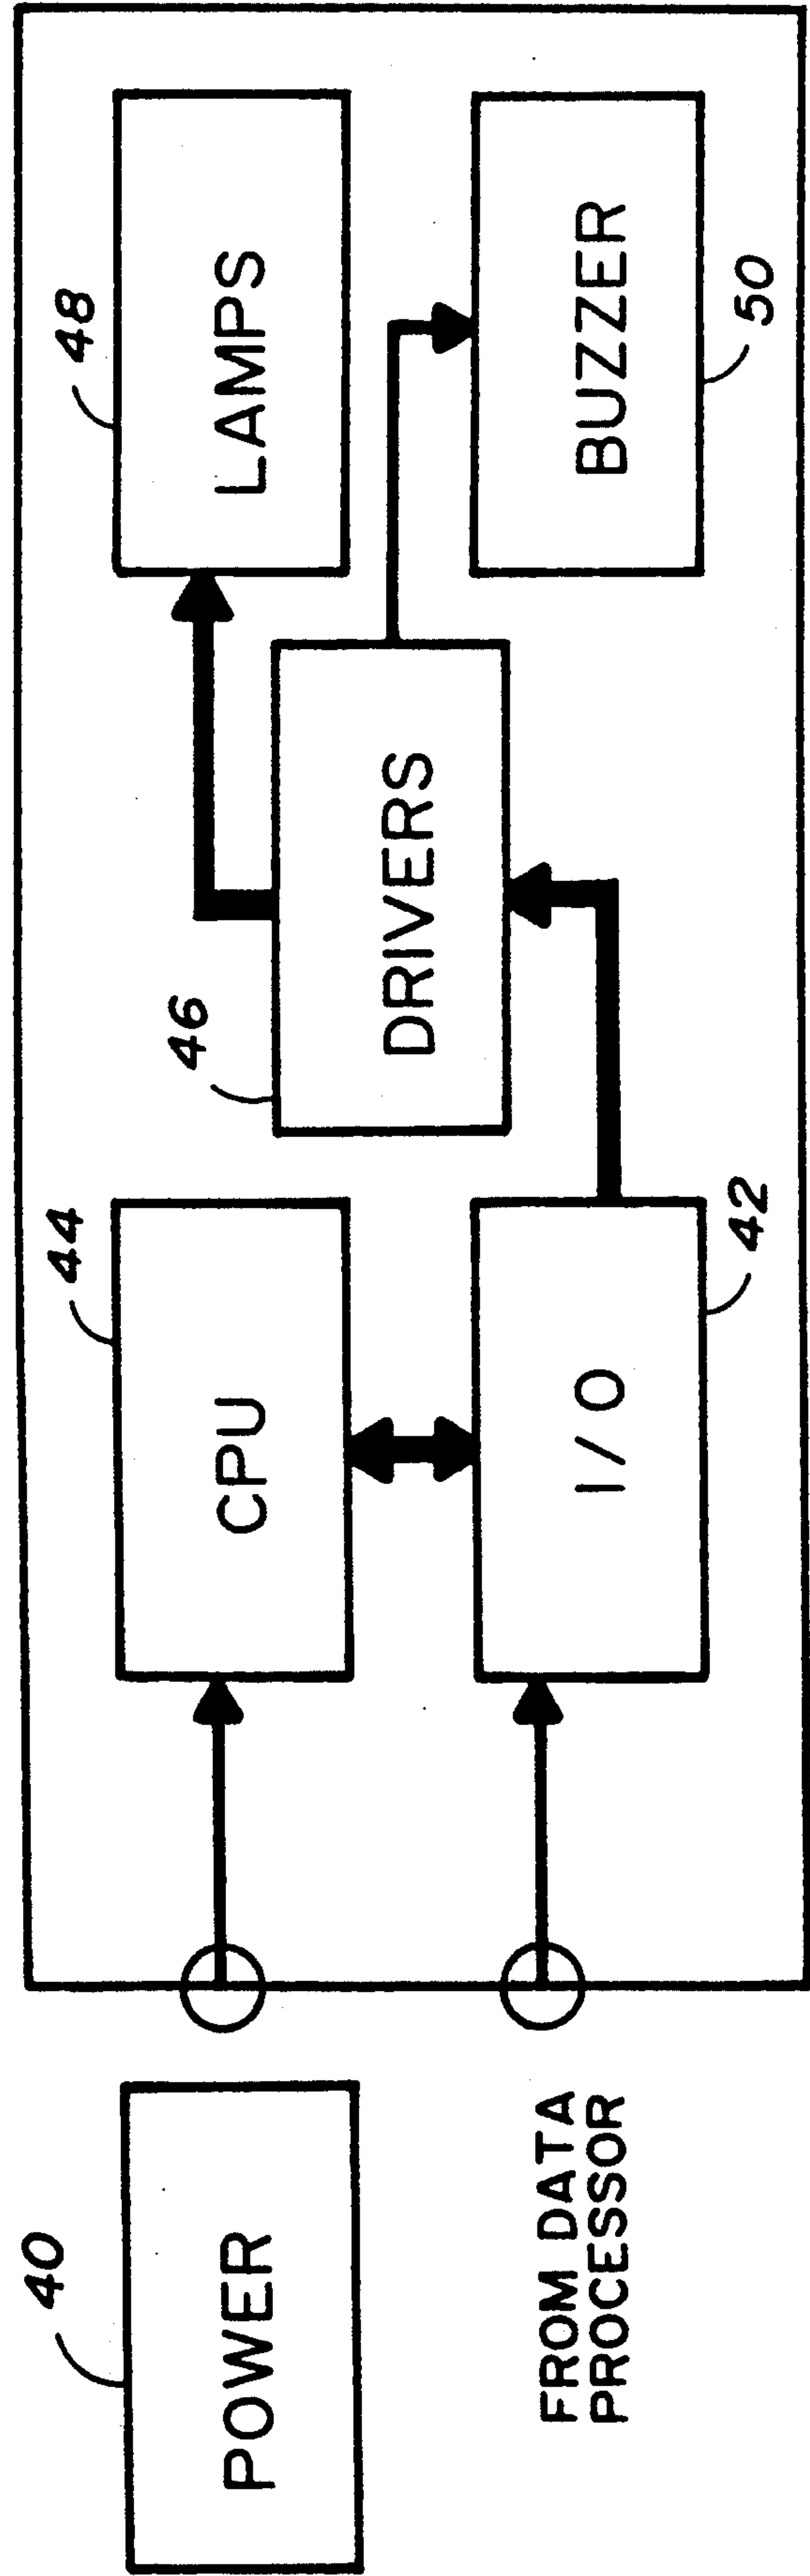 40
POWER
FROM DATA
PROCESSOR
44
CPU
I/O
42
46
DRIVERS
48
LAMPS
BUZZER
50